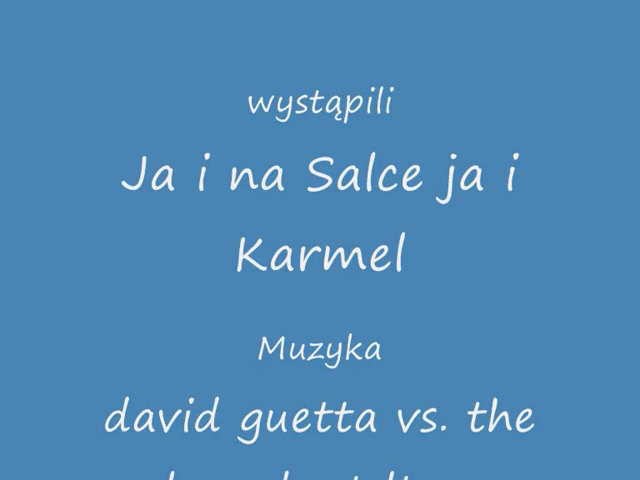 wystąpili
Ja i na Salce ja i
Karmel
Muzyka
david guetta vs. the